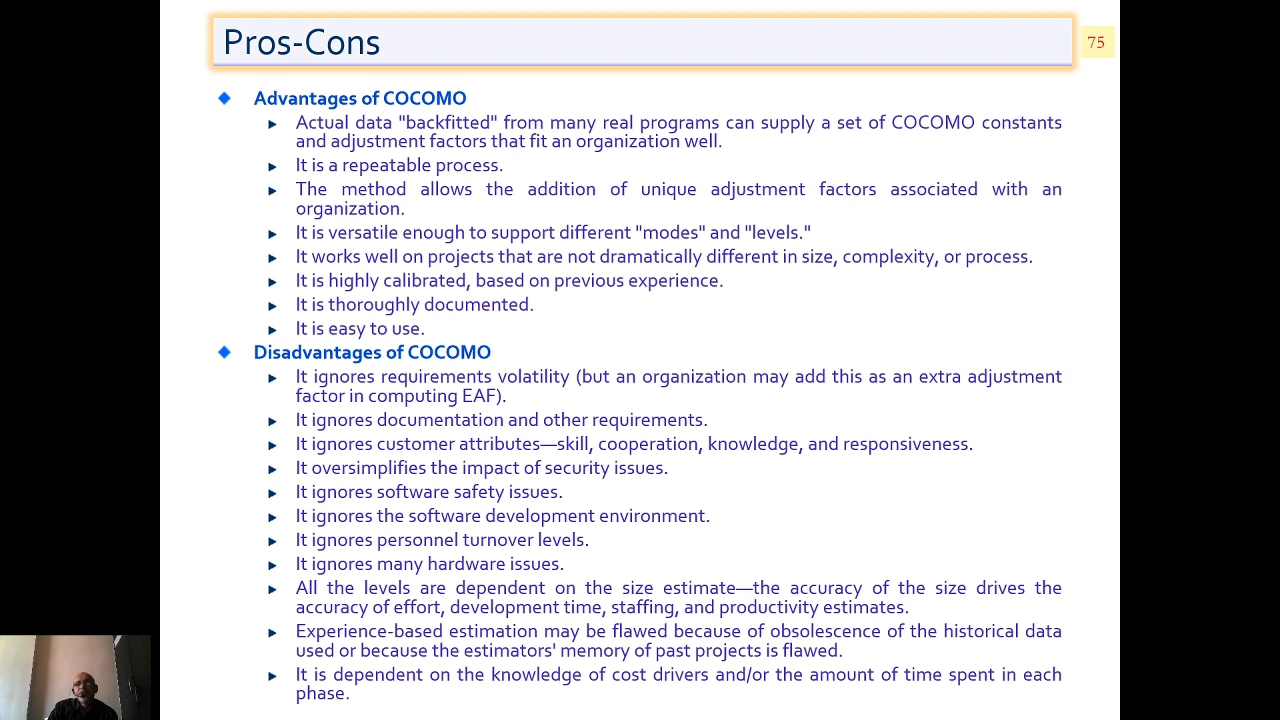 Pros-Cons
75
Advantages of COCOMO
Actual data "backfitted" from many real programs can supply a set of COCOMO constants
and adjustment factors that fit an organization well.
It is a repeatable process.
The method allows the addition of unique adjustment factors associated with an
organization.
It is versatile enough to support different "modes" and "levels."
It works well on projects that are not dramatically different in size, complexity, or process.
It is highly calibrated, based on previous experience.
It is thoroughly documented.
It is easy to use.
Disadvantages of COCOMO
It ignores requirements volatility (but an organization may add this as an extra adjustment
factor in computing EAF).
It ignores documentation and other requirements.
It ignores customer attributes—skill, cooperation, knowledge, and responsiveness.
It oversimplifies the impact of security issues.
It ignores software safety issues.
It ignores the software development environment.
It ignores personnel turnover levels.
It ignores many hardware issues.
All the levels are dependent on the size estimate—the accuracy of the size drives the
accuracy of effort, development time, staffing, and productivity estimates.
Experience-based estimation may be flawed because of obsolescence of the historical data
used or because the estimators' memory of past projects is flawed.
It is dependent on the knowledge of cost drivers and/or the amount of time spent in each
phase.